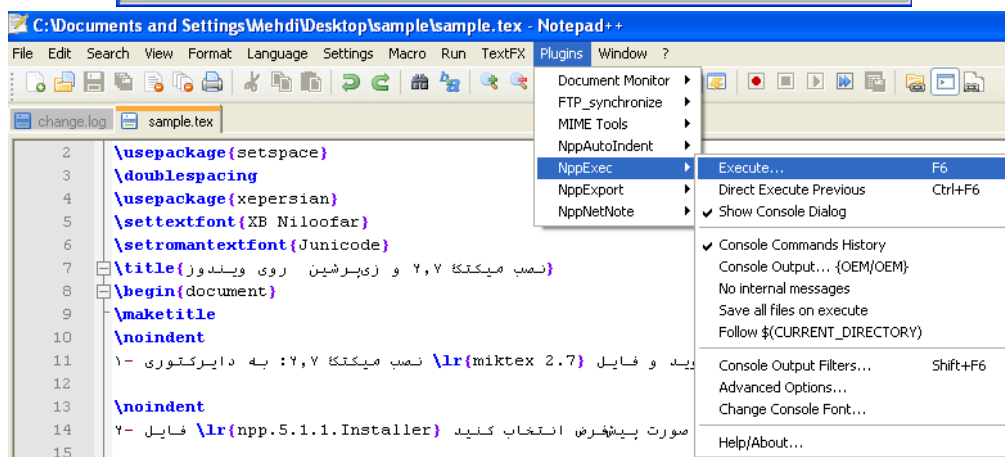 C:\Documents and Settings\Mehdi\Desktop\sample\sample.tex - Notepad++
File Edit Search View Format Language Settings Macro Run TextFX Plugins Window ?
change.log sample.tex
Document Monitor
FTP_synchronize
MIME Tools
NppAutoIndent
NppExec
NppExport
NppNetNote
Execute... F6
Direct Execute Previous Ctrl+F6
Show Console Dialog
Console Commands History
Console Output... {OEM/OEM}
No internal messages
Save all files on execute
Follow $(CURRENT_DIRECTORY)
Console Output Filters... Shift+F6
Advanced Options...
Change Console Font...
Help/About...
2 \usepackage{setspace}
3 \doublespacing
4 \usepackage{xepersian}
5 \settextfont{XB Niloofar}
6 \setromantextfont{Junicode}
7 \title{نصب میکتک ۲,۷ و زیپرشین روی ویندوز}
8 \begin{document}
9 \maketitle
10 \noindent
11 ۱- نصب میکتک ۲,۷: به دایرکتوری \lr{miktex 2.7} وید و فایل
12
13 \noindent
14 ۲- فایل \lr{npp.5.1.1.Installer} صورت پیشفرض انتخاب کنید
15